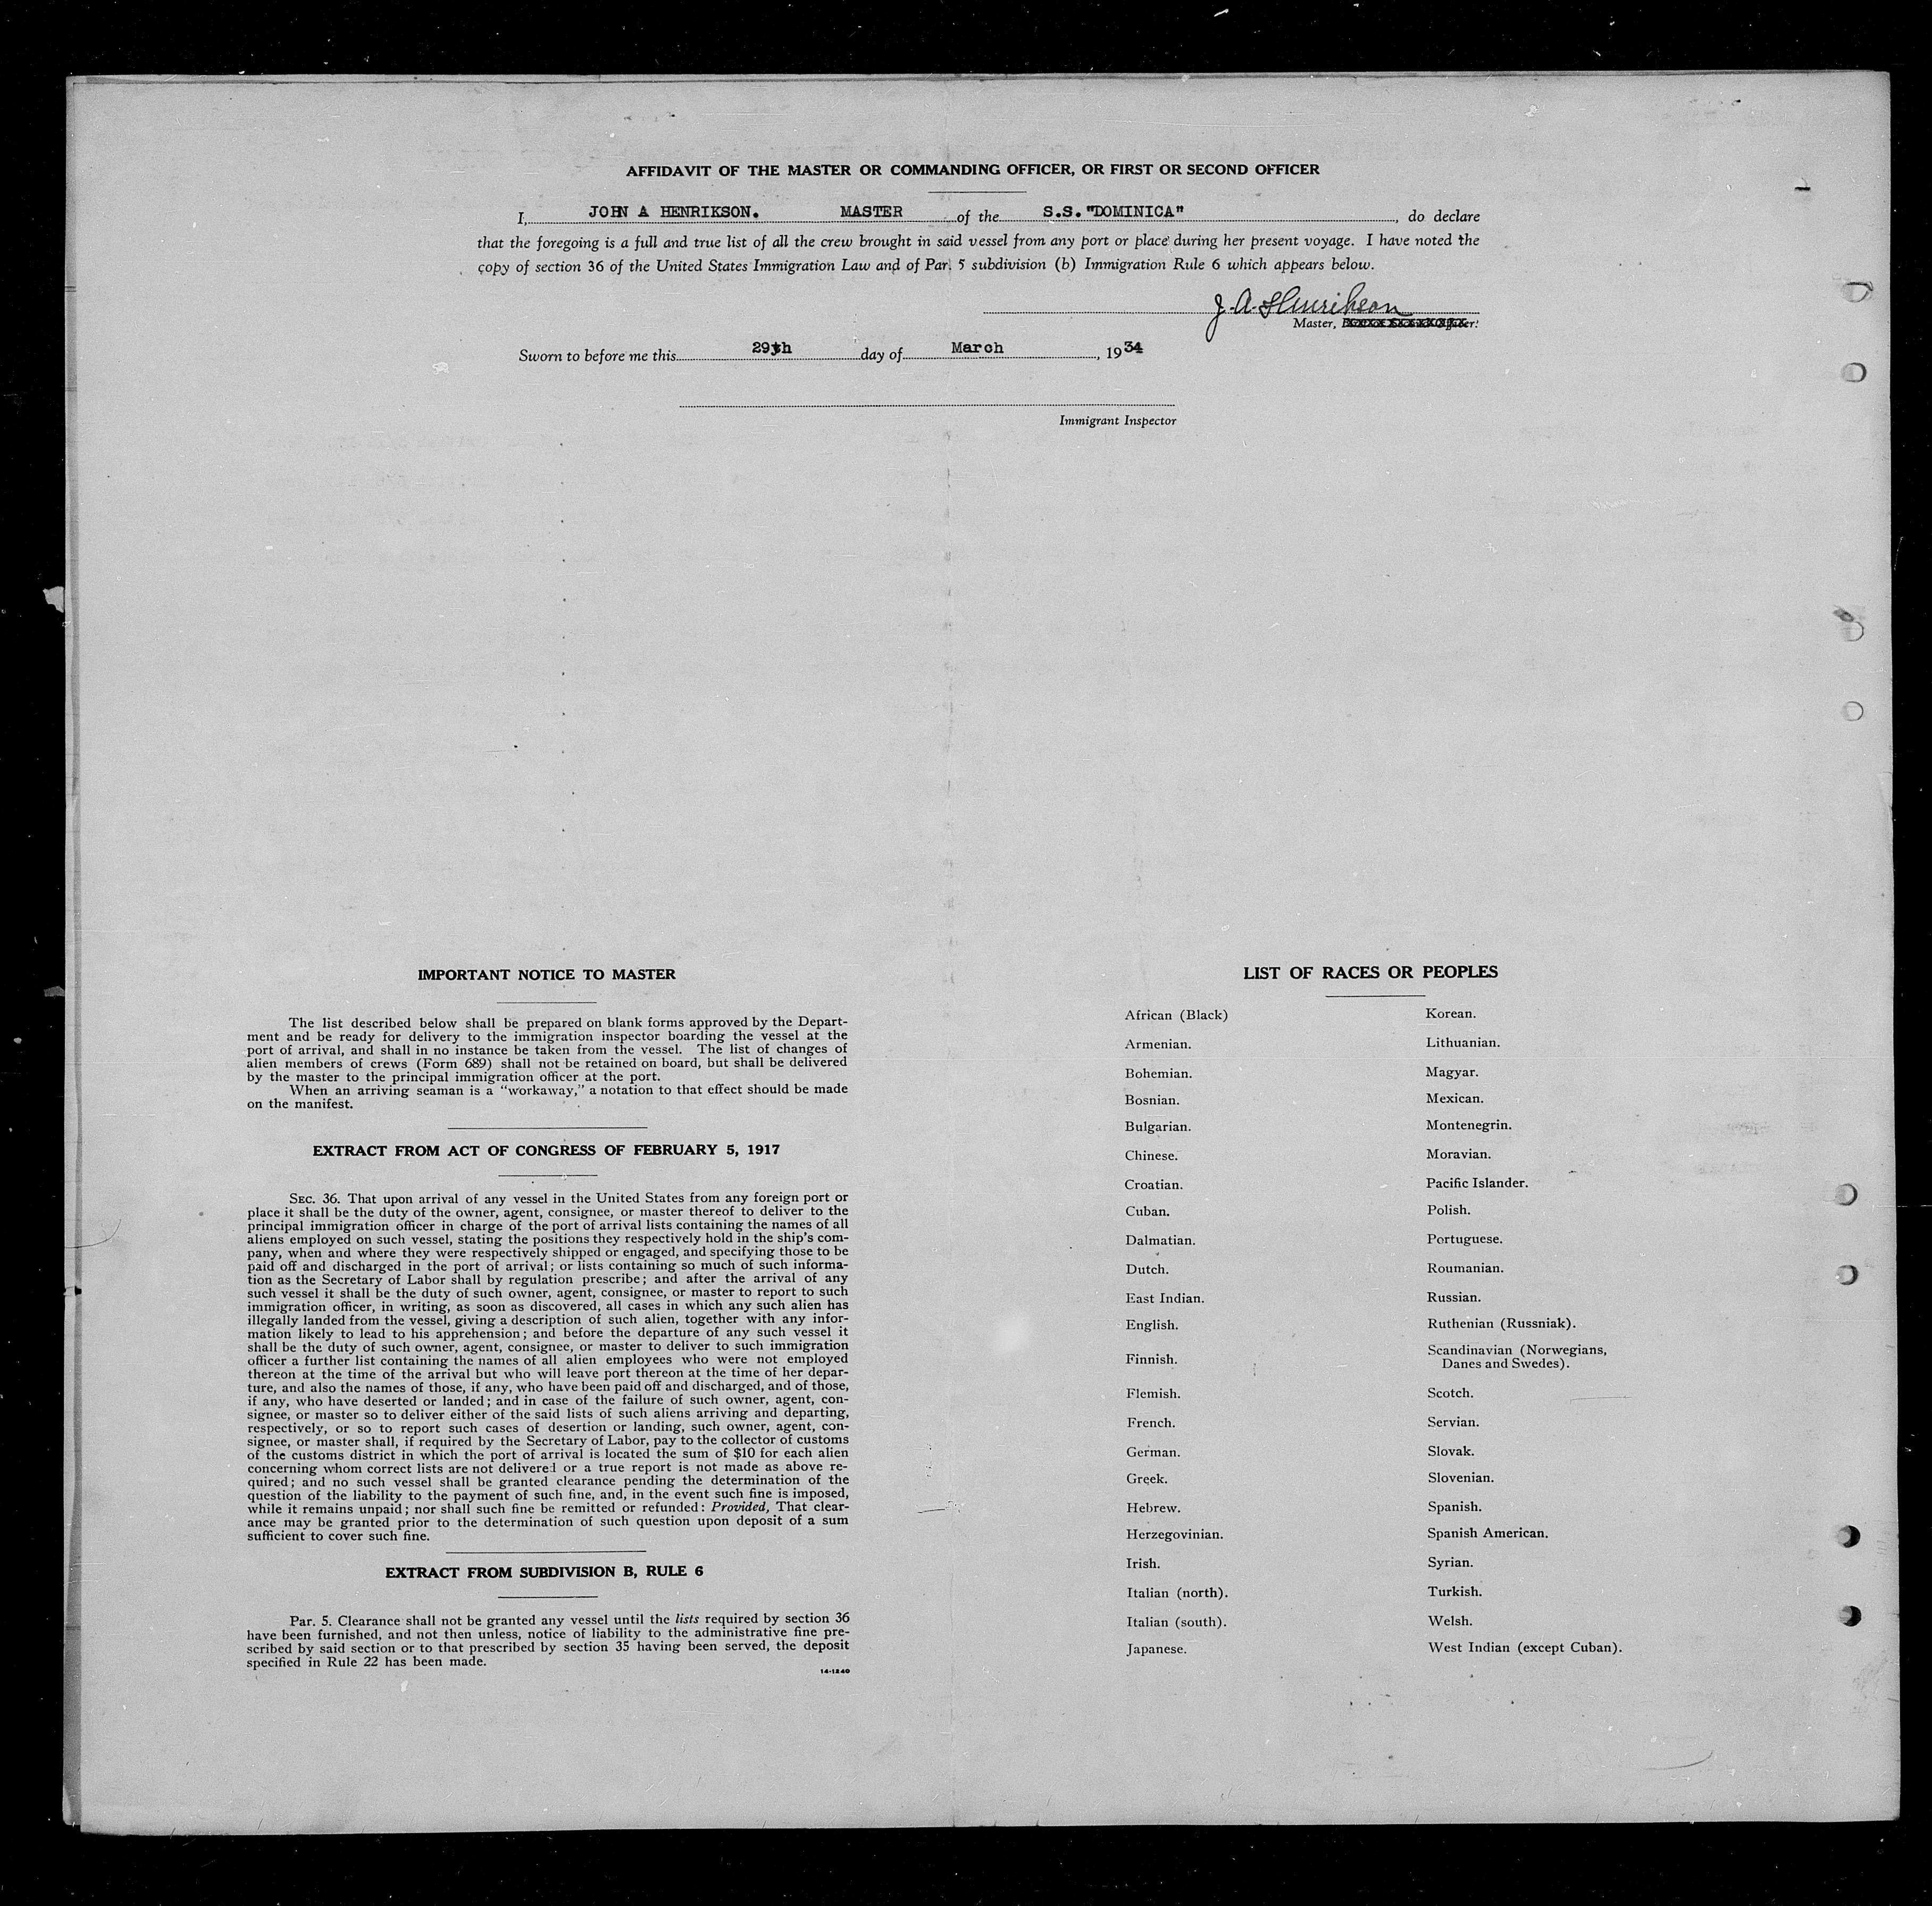 AFFIDAVIT OF THE MASTER OR COMMANDING OFFICER, OR FIRST OR SECOND OFFICER
I, JOHN A HENRIKSON. MASTER of the S.S. "DOMINICA" , do declare
that the foregoing is a full and true list of all the crew brought in said vessel from any port or place during her present voyage. I have noted the
copy of section 36 of the United States Immigration Law and of Par. 5 subdivision (b) Immigration Rule 6 which appears below.
J. A. Henrikson
Master,
Sworn to before me this 29th day of March , 1934
Immigrant Inspector
IMPORTANT NOTICE TO MASTER
The list described below shall be prepared on blank forms approved by the Depart-
ment and be ready for delivery to the immigration inspector boarding the vessel at the
port of arrival, and shall in no instance be taken from the vessel. The list of changes of
alien members of crews (Form 689) shall not be retained on board, but shall be delivered
by the master to the principal immigration officer at the port.
When an arriving seaman is a "workaway," a notation to that effect should be made
on the manifest.
EXTRACT FROM ACT OF CONGRESS OF FEBRUARY 5, 1917
SEC. 36. That upon arrival of any vessel in the United States from any foreign port or
place it shall be the duty of the owner, agent, consignee, or master thereof to deliver to the
principal immigration officer in charge of the port of arrival lists containing the names of all
aliens employed on such vessel, stating the positions they respectively hold in the ship's com-
pany, when and where they were respectively shipped or engaged, and specifying those to be
paid off and discharged in the port of arrival; or lists containing so much of such informa-
tion as the Secretary of Labor shall by regulation prescribe; and after the arrival of any
such vessel it shall be the duty of such owner, agent, consignee, or master to report to such
immigration officer, in writing, as soon as discovered, all cases in which any such alien has
illegally landed from the vessel, giving a description of such alien, together with any infor-
mation likely to lead to his apprehension; and before the departure of any such vessel it
shall be the duty of such owner, agent, consignee, or master to deliver to such immigration
officer a further list containing the names of all alien employees who were not employed
thereon at the time of the arrival but who will leave port thereon at the time of her depar-
ture, and also the names of those, if any, who have been paid off and discharged, and of those,
if any, who have deserted or landed; and in case of the failure of such owner, agent, con-
signee, or master so to deliver either of the said lists of such aliens arriving and departing,
respectively, or so to report such cases of desertion or landing, such owner, agent, con-
signee, or master shall, if required by the Secretary of Labor, pay to the collector of customs
of the customs district in which the port of arrival is located the sum of $10 for each alien
concerning whom correct lists are not delivered or a true report is not made as above re-
quired; and no such vessel shall be granted clearance pending the determination of the
question of the liability to the payment of such fine, and, in the event such fine is imposed,
while it remains unpaid; nor shall such fine be remitted or refunded: Provided, That clear-
ance may be granted prior to the determination of such question upon deposit of a sum
sufficient to cover such fine.
EXTRACT FROM SUBDIVISION B, RULE 6
Par. 5. Clearance shall not be granted any vessel until the lists required by section 36
have been furnished, and not then unless, notice of liability to the administrative fine pre-
scribed by said section or to that prescribed by section 35 having been served, the deposit
specified in Rule 22 has been made.
14-1240
LIST OF RACES OR PEOPLES
African (Black)
Armenian.
Bohemian.
Bosnian.
Bulgarian.
Chinese.
Croatian.
Cuban.
Dalmatian.
Dutch.
East Indian.
English.
Finnish.
Flemish.
French.
German.
Greek.
Hebrew.
Herzegovinian.
Irish.
Italian (north).
Italian (south).
Japanese.
Korean.
Lithuanian.
Magyar.
Mexican.
Montenegrin.
Moravian.
Pacific Islander.
Polish.
Portuguese.
Roumanian.
Russian.
Ruthenian (Russniak).
Scandinavian (Norwegians,
Danes and Swedes).
Scotch.
Servian.
Slovak.
Slovenian.
Spanish.
Spanish American.
Syrian.
Turkish.
Welsh.
West Indian (except Cuban).